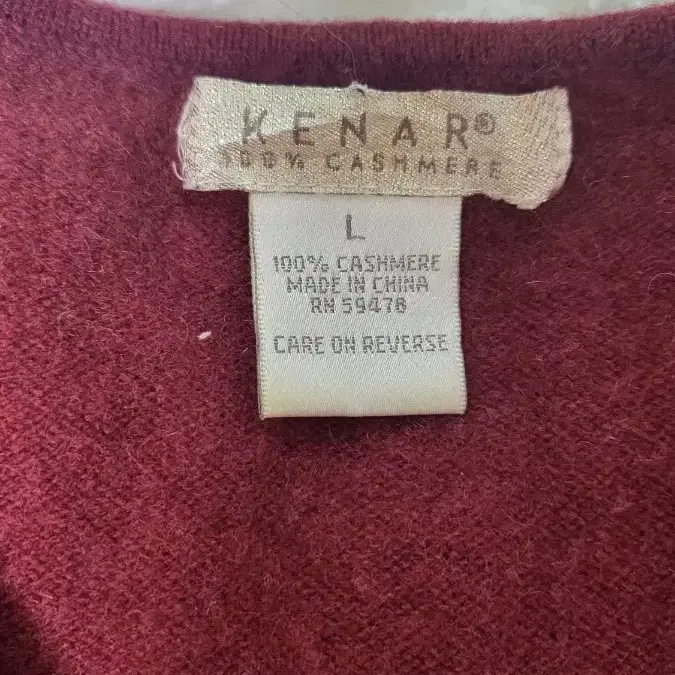 KENAR®
100% CASHMERE
L
100% CASHMERE
MADE IN CHINA
RN 59478
CARE ON REVERSE